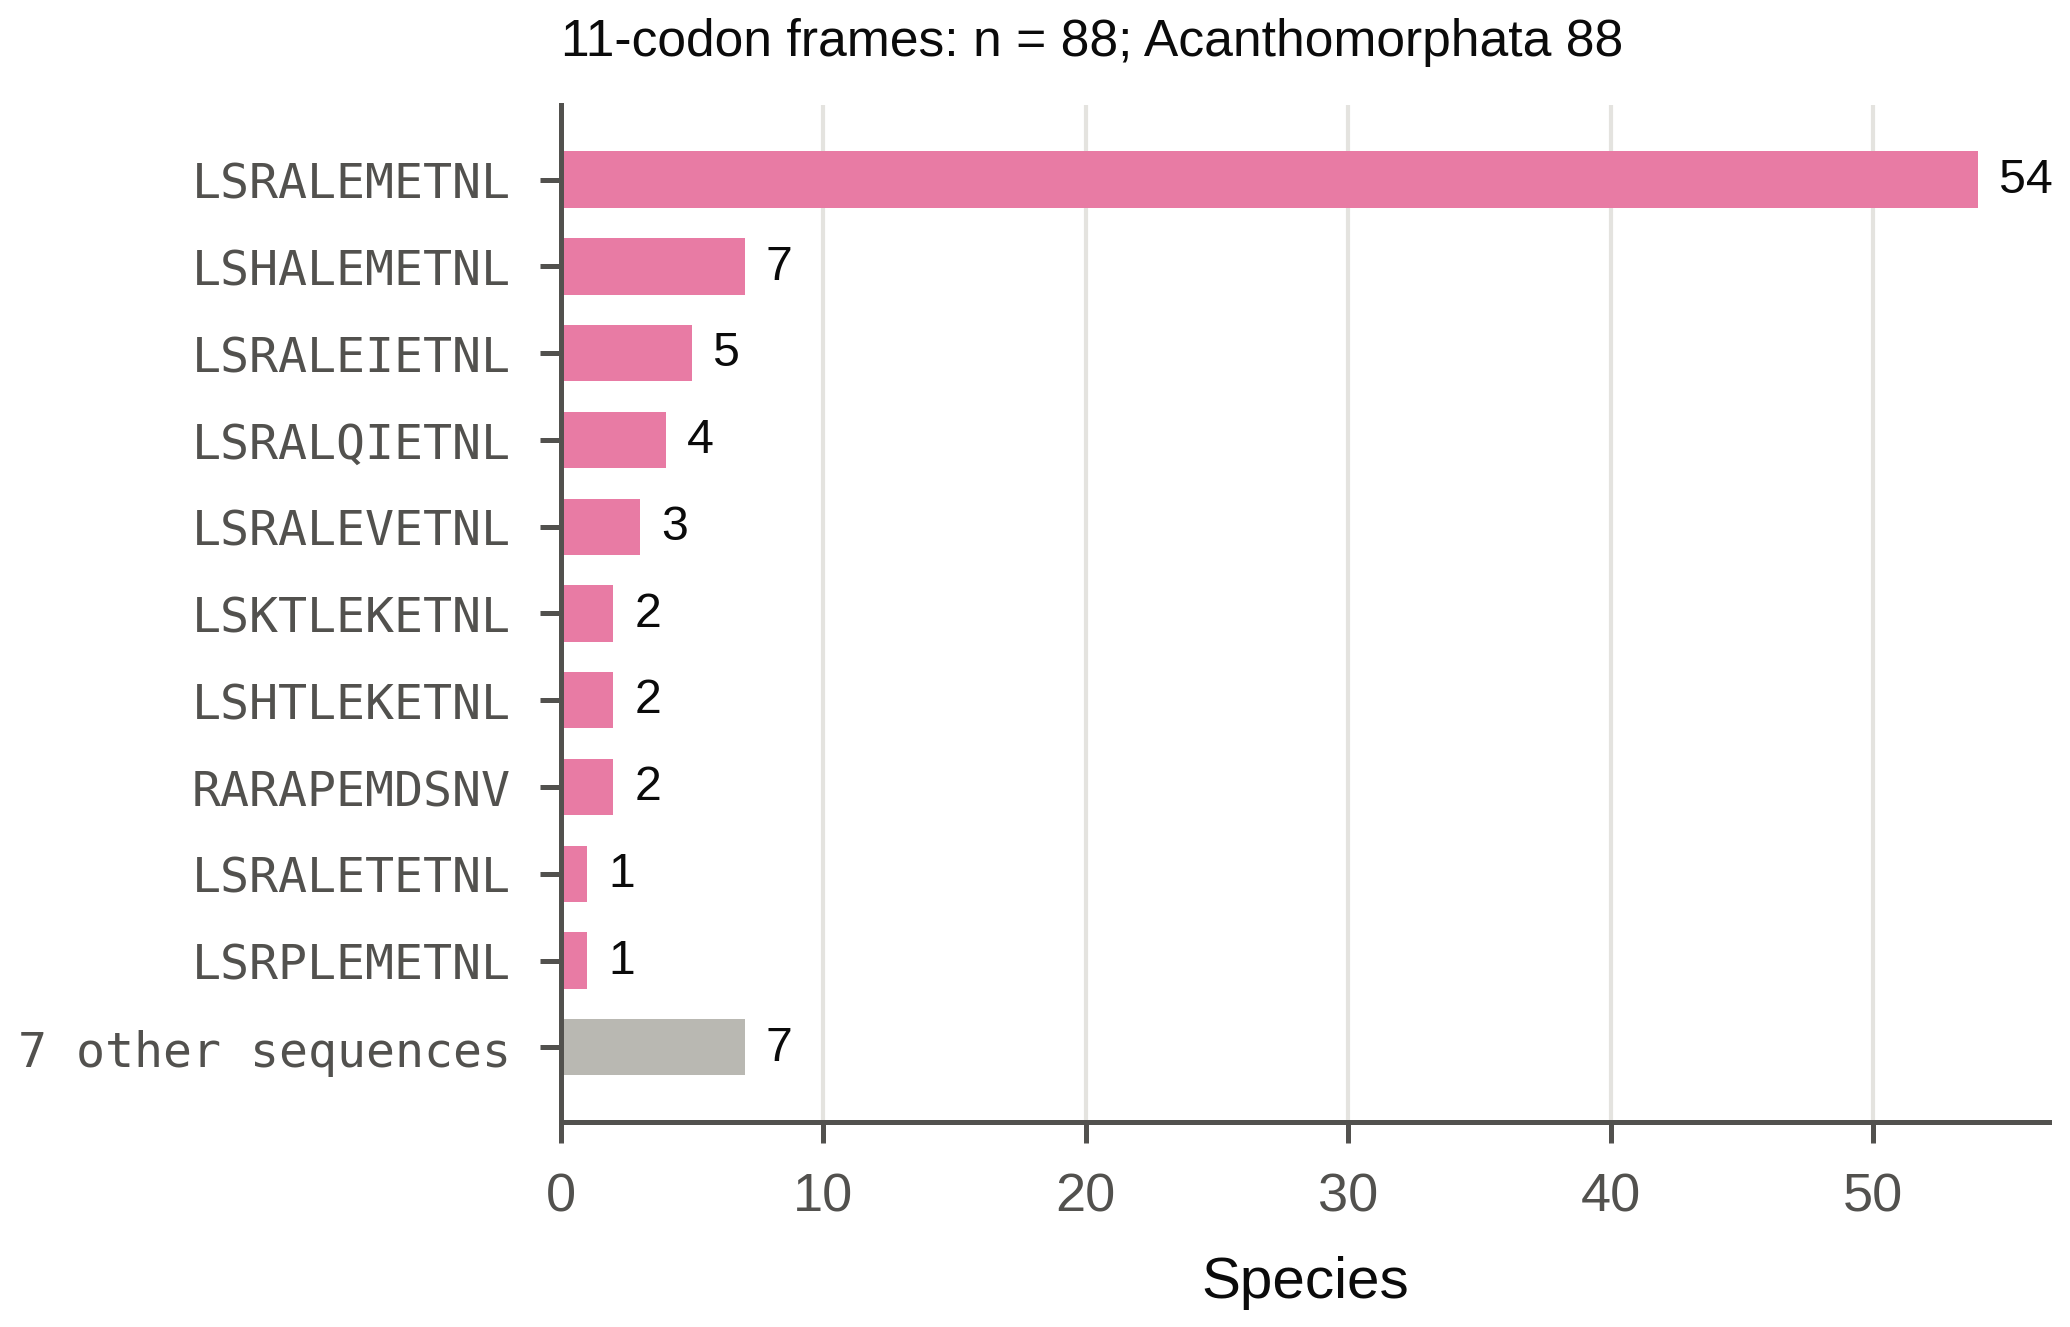 11-codon frames: n = 88; Acanthomorphata 88
LSRALEMETNL 54
LSHALEMETNL 7
LSRALEIETNL 5
LSRALQIETNL 4
LSRALEVETNL 3
LSKTLEKETNL 2
LSHTLEKETNL 2
RARAPEMDSNV 2
LSRALETETNL 1
LSRPLEMETNL 1
7 other sequences 7
0 10 20 30 40 50
Species